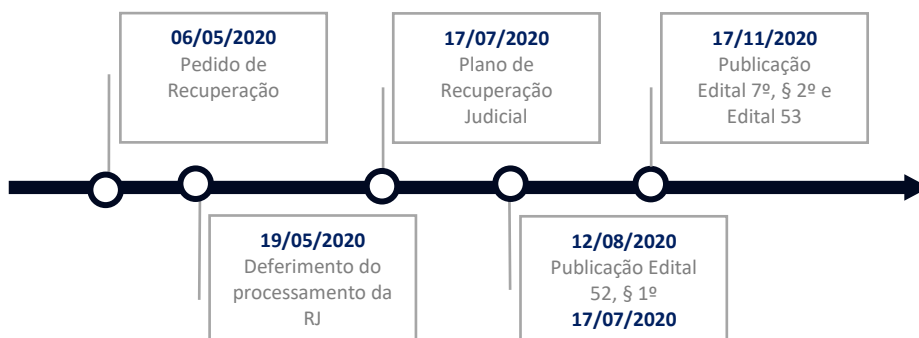 06/05/2020
Pedido de
Recuperação
17/07/2020
Plano de
Recuperação
Judicial
17/11/2020
Publicação
Edital 7º, § 2º e
Edital 53
19/05/2020
Deferimento do
processamento da
RJ
12/08/2020
Publicação Edital
52, § 1º
17/07/2020